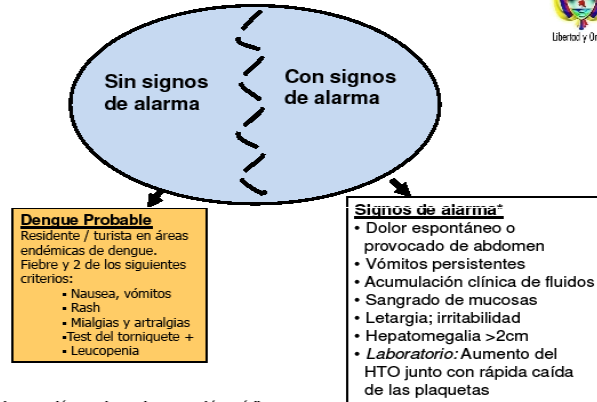 Libertad y Or
Sin signos
de alarma
Con signos
de alarma
Dengue Probable
Residente / turista en áreas
endémicas de dengue.
Fiebre y 2 de los siguientes
criterios:
▪ Nausea, vómitos
▪ Rash
▪ Mialgias y artralgias
▪Test del torniquete +
▪ Leucopenia
Signos de alarma*
• Dolor espontáneo o
provocado de abdomen
• Vómitos persistentes
• Acumulación clínica de fluidos
• Sangrado de mucosas
• Letargia; irritabilidad
• Hepatomegalia >2cm
• Laboratorio: Aumento del
HTO junto con rápida caída
de las plaquetas